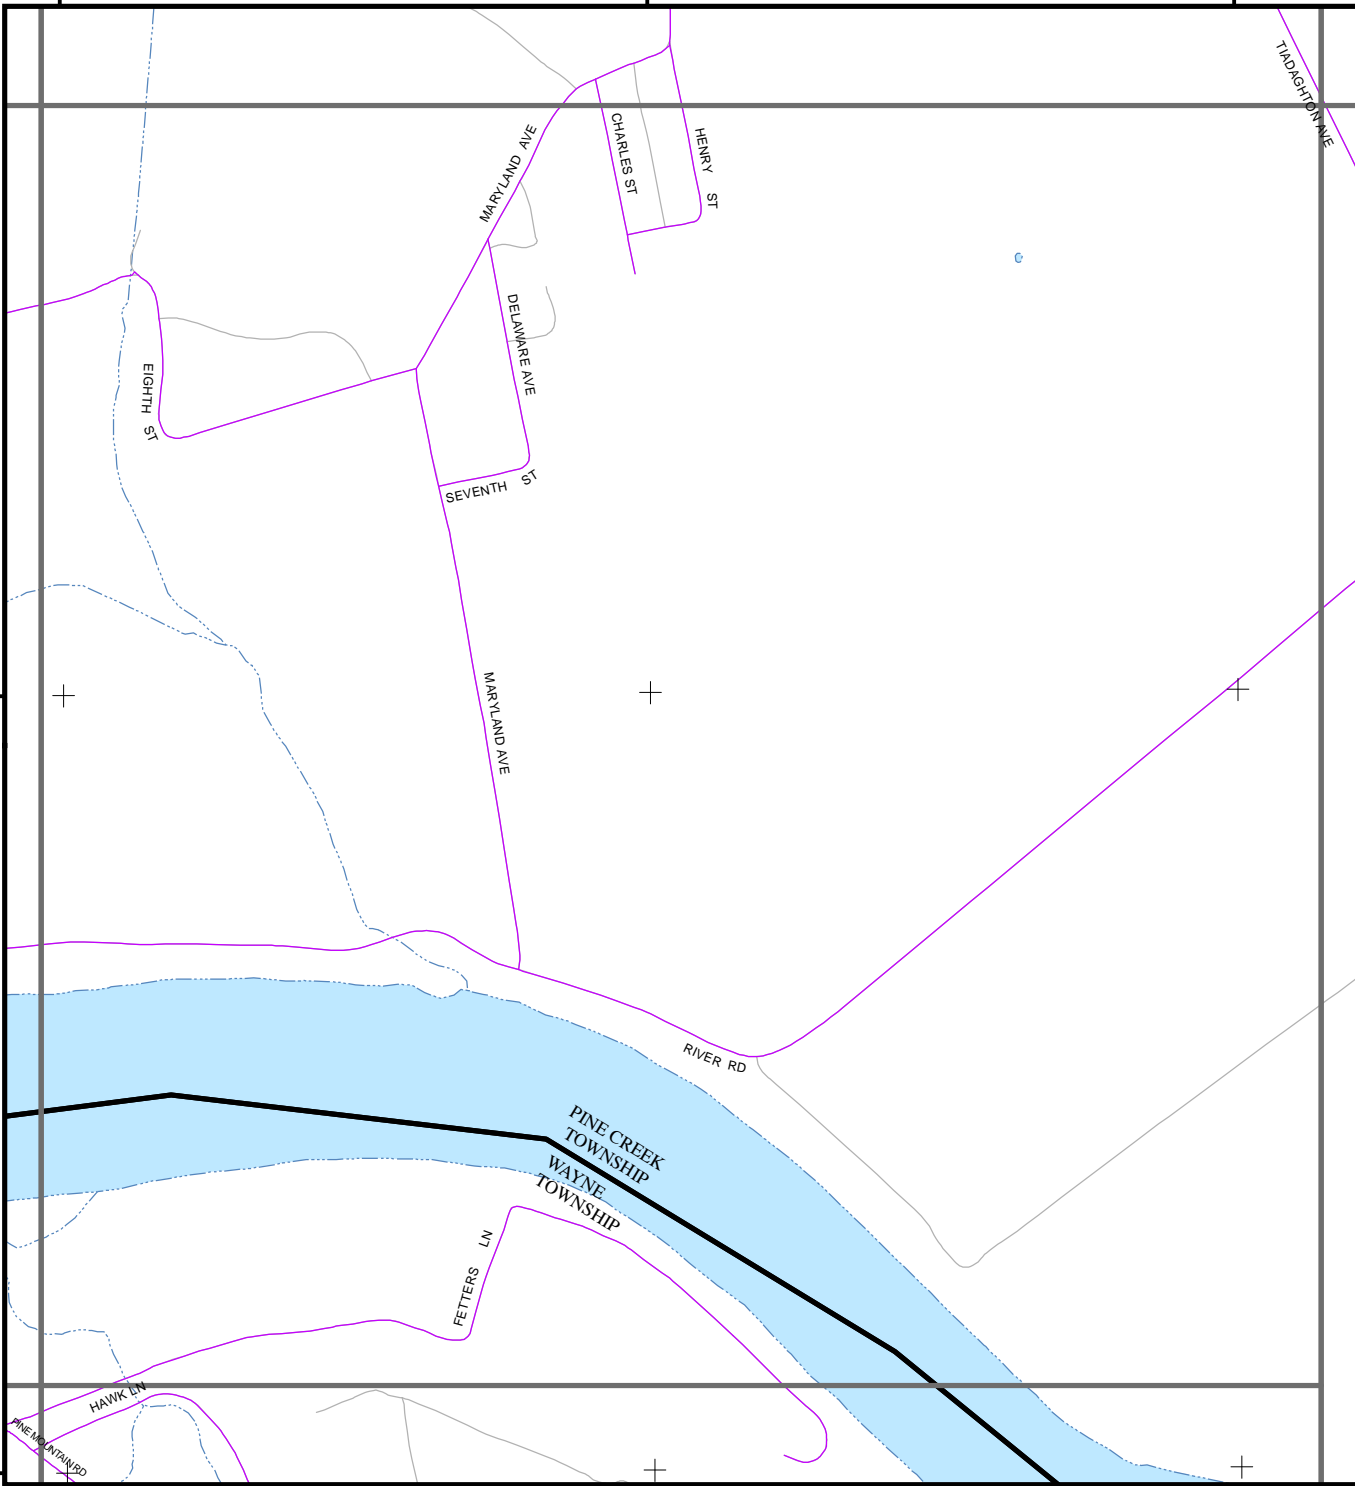 TIADAGHTON AVE
MARYLAND AVE
CHARLES ST
HENRY ST
DELAWARE AVE
EIGHTH ST
SEVENTH ST
MARYLAND AVE
RIVER RD
PINE CREEK
TOWNSHIP
WAYNE
TOWNSHIP
FETTERS LN
HAWK LN
PINE MOUNTAIN RD